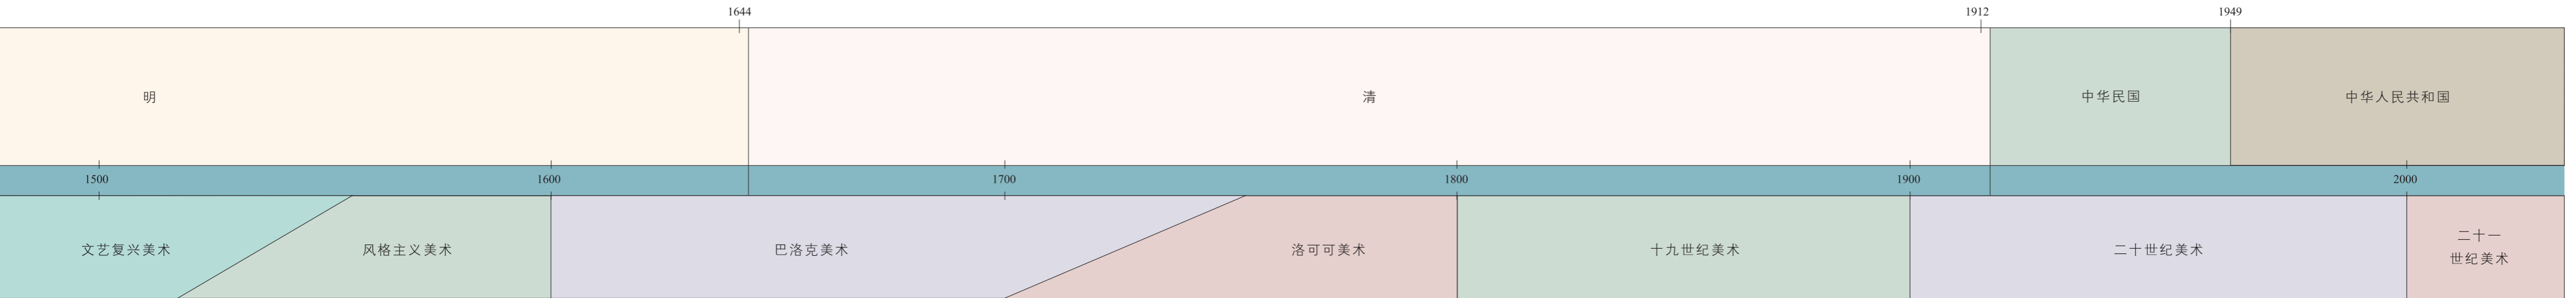 1644
1912
1949
明
清
中华民国
中华人民共和国
1500
1600
1700
1800
1900
2000
文艺复兴美术
风格主义美术
巴洛克美术
洛可可美术
十九世纪美术
二十世纪美术
二十一
世纪美术